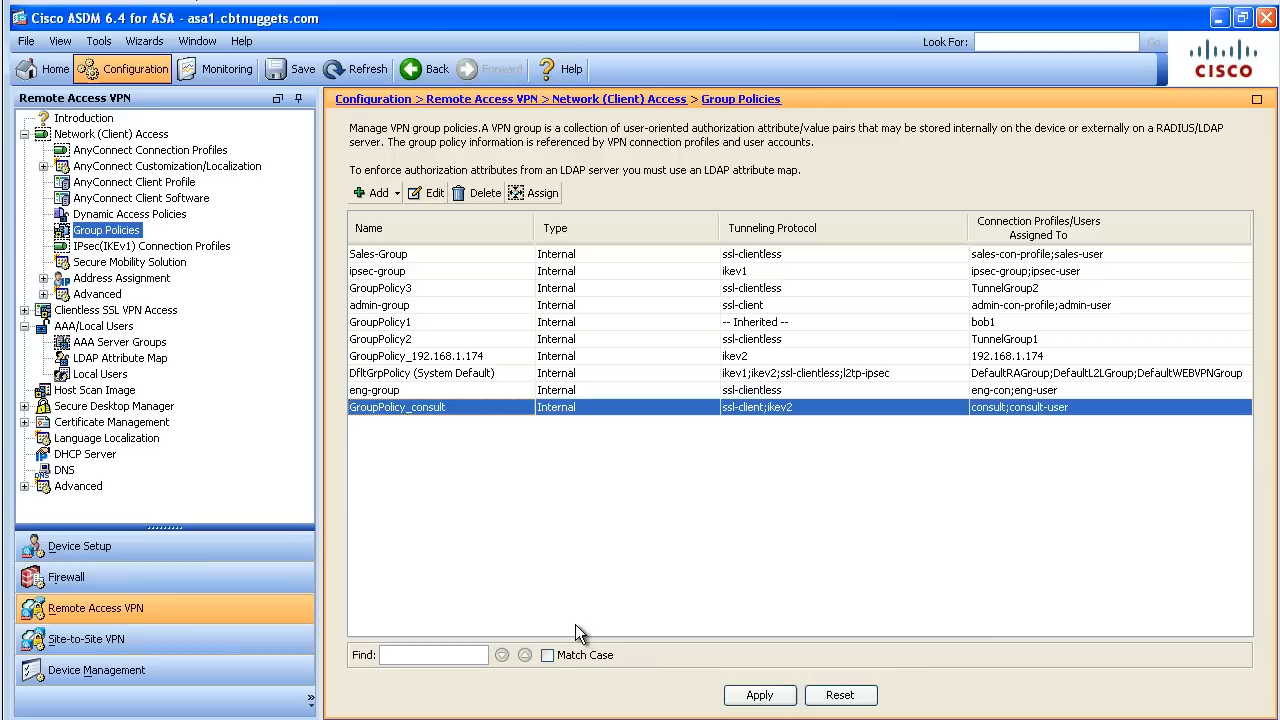 Cisco ASDM 6.4 for ASA - asa1.cbtnuggets.com
File View Tools Wizards Window Help
Look For: Go
Home Configuration Monitoring Save Refresh Back Forward Help
CISCO
Remote Access VPN
Introduction
Network (Client) Access
AnyConnect Connection Profiles
AnyConnect Customization/Localization
AnyConnect Client Profile
AnyConnect Client Software
Dynamic Access Policies
Group Policies
IPsec(IKEv1) Connection Profiles
Secure Mobility Solution
Address Assignment
Advanced
Clientless SSL VPN Access
AAA/Local Users
AAA Server Groups
LDAP Attribute Map
Local Users
Host Scan Image
Secure Desktop Manager
Certificate Management
Language Localization
DHCP Server
DNS
Advanced
Device Setup
Firewall
Remote Access VPN
Site-to-Site VPN
Device Management
Configuration > Remote Access VPN > Network (Client) Access > Group Policies
Manage VPN group policies.A VPN group is a collection of user-oriented authorization attribute/value pairs that may be stored internally on the device or externally on a RADIUS/LDAP
server. The group policy information is referenced by VPN connection profiles and user accounts.
To enforce authorization attributes from an LDAP server you must use an LDAP attribute map.
Add Edit Delete Assign
Name Type Tunneling Protocol Connection Profiles/Users
Assigned To
Sales-Group Internal ssl-clientless sales-con-profile;sales-user
ipsec-group Internal ikev1 ipsec-group;ipsec-user
GroupPolicy3 Internal ssl-clientless TunnelGroup2
admin-group Internal ssl-client admin-con-profile;admin-user
GroupPolicy1 Internal -- Inherited -- bob1
GroupPolicy2 Internal ssl-clientless TunnelGroup1
GroupPolicy_192.168.1.174 Internal ikev2 192.168.1.174
DfltGrpPolicy (System Default) Internal ikev1;ikev2;ssl-clientless;l2tp-ipsec DefaultRAGroup;DefaultL2LGroup;DefaultWEBVPNGroup
eng-group Internal ssl-clientless eng-con;eng-user
GroupPolicy_consult Internal ssl-client;ikev2 consult;consult-user
Find: Match Case
Apply Reset